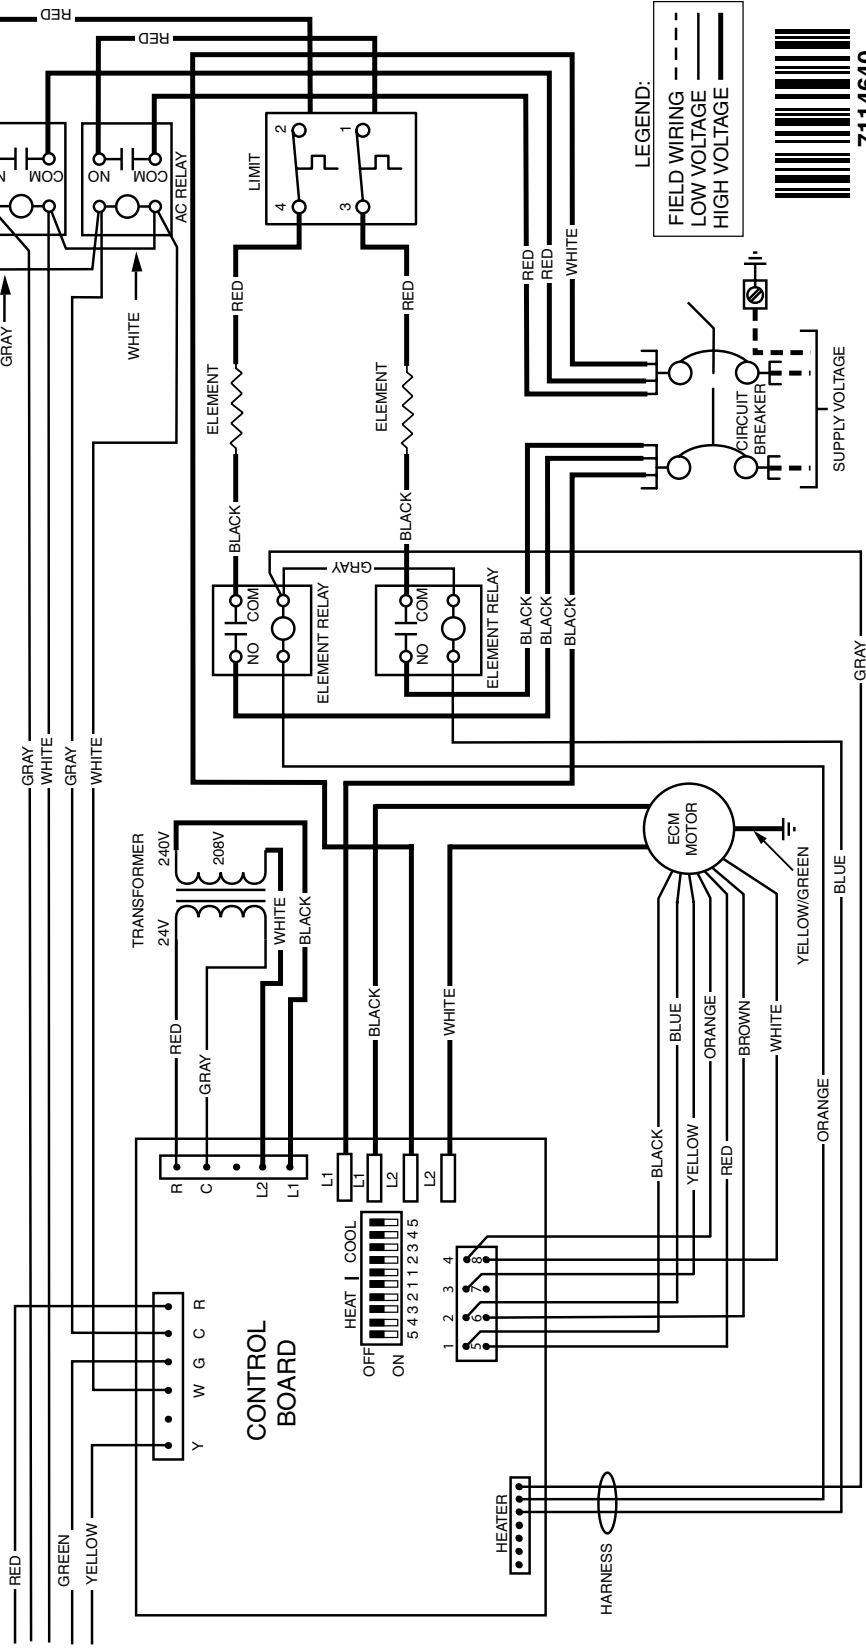 RED
RED
NO
COM
COM
AC RELAY
GRAY
WHITE
LIMIT
2
1
4
3
LEGEND:
FIELD WIRING
LOW VOLTAGE
HIGH VOLTAGE
RED
RED
ELEMENT
ELEMENT
RED
RED
WHITE
BLACK
BLACK
CIRCUIT
BREAKER
SUPPLY VOLTAGE
GRAY
COM
NO
ELEMENT RELAY
COM
NO
ELEMENT RELAY
BLACK
BLACK
BLACK
GRAY
GRAY
WHITE
GRAY
WHITE
TRANSFORMER
240V
208V
24V
WHITE
BLACK
RED
GRAY
BLACK
WHITE
ECM
MOTOR
YELLOW/GREEN
BLUE
ORANGE
BLACK
BLUE
YELLOW
ORANGE
RED
BROWN
WHITE
R
C
L2
L1
L1
L1
L2
L2
HEAT | COOL
5 4 3 2 1 1 2 3 4 5
OFF
ON
1 2 3 4
5 6 7 8
CONTROL
BOARD
Y W G C R
RED
GREEN
YELLOW
HEATER
HARNESS